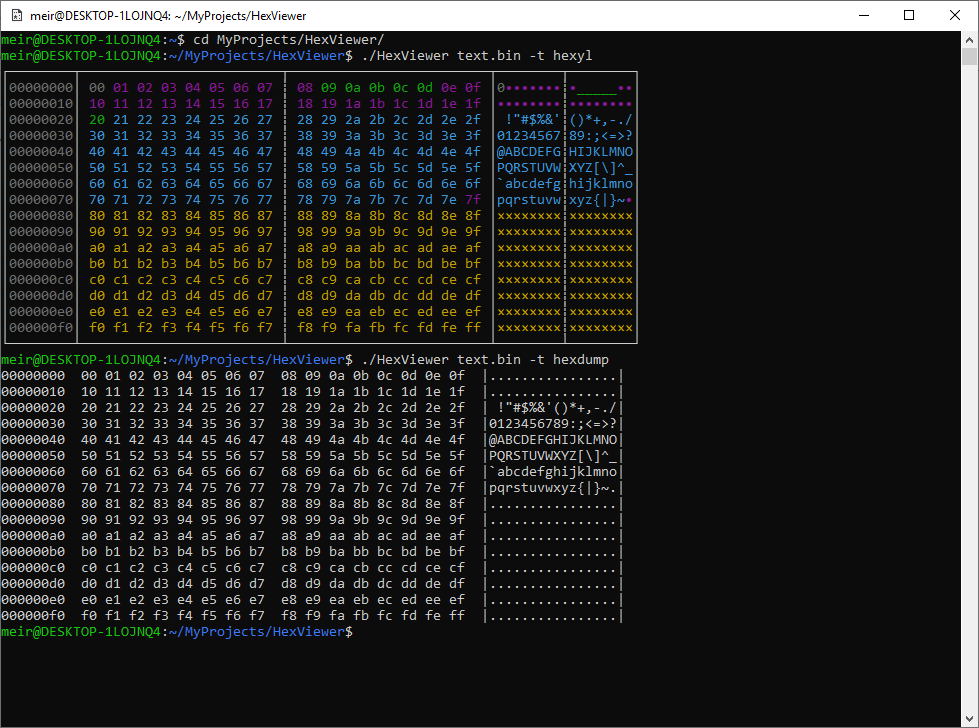 meir@DESKTOP-1LOJNQ4: ~/MyProjects/HexViewer
meir@DESKTOP-1LOJNQ4:~$ cd MyProjects/HexViewer/
meir@DESKTOP-1LOJNQ4:~/MyProjects/HexViewer$ ./HexViewer text.bin -t hexyl
│00000000│ 00 01 02 03 04 05 06 07 ┊ 08 09 0a 0b 0c 0d 0e 0f │0•••••••┊•_____••│
│00000010│ 10 11 12 13 14 15 16 17 ┊ 18 19 1a 1b 1c 1d 1e 1f │••••••••┊••••••••│
│00000020│ 20 21 22 23 24 25 26 27 ┊ 28 29 2a 2b 2c 2d 2e 2f │ !"#$%&'┊()*+,-./│
│00000030│ 30 31 32 33 34 35 36 37 ┊ 38 39 3a 3b 3c 3d 3e 3f │01234567┊89:;<=>?│
│00000040│ 40 41 42 43 44 45 46 47 ┊ 48 49 4a 4b 4c 4d 4e 4f │@ABCDEFG┊HIJKLMNO│
│00000050│ 50 51 52 53 54 55 56 57 ┊ 58 59 5a 5b 5c 5d 5e 5f │PQRSTUVW┊XYZ[\]^_│
│00000060│ 60 61 62 63 64 65 66 67 ┊ 68 69 6a 6b 6c 6d 6e 6f │`abcdefg┊hijklmno│
│00000070│ 70 71 72 73 74 75 76 77 ┊ 78 79 7a 7b 7c 7d 7e 7f │pqrstuvw┊xyz{|}~•│
│00000080│ 80 81 82 83 84 85 86 87 ┊ 88 89 8a 8b 8c 8d 8e 8f │xxxxxxxx┊xxxxxxxx│
│00000090│ 90 91 92 93 94 95 96 97 ┊ 98 99 9a 9b 9c 9d 9e 9f │xxxxxxxx┊xxxxxxxx│
│000000a0│ a0 a1 a2 a3 a4 a5 a6 a7 ┊ a8 a9 aa ab ac ad ae af │xxxxxxxx┊xxxxxxxx│
│000000b0│ b0 b1 b2 b3 b4 b5 b6 b7 ┊ b8 b9 ba bb bc bd be bf │xxxxxxxx┊xxxxxxxx│
│000000c0│ c0 c1 c2 c3 c4 c5 c6 c7 ┊ c8 c9 ca cb cc cd ce cf │xxxxxxxx┊xxxxxxxx│
│000000d0│ d0 d1 d2 d3 d4 d5 d6 d7 ┊ d8 d9 da db dc dd de df │xxxxxxxx┊xxxxxxxx│
│000000e0│ e0 e1 e2 e3 e4 e5 e6 e7 ┊ e8 e9 ea eb ec ed ee ef │xxxxxxxx┊xxxxxxxx│
│000000f0│ f0 f1 f2 f3 f4 f5 f6 f7 ┊ f8 f9 fa fb fc fd fe ff │xxxxxxxx┊xxxxxxxx│
meir@DESKTOP-1LOJNQ4:~/MyProjects/HexViewer$ ./HexViewer text.bin -t hexdump
00000000  00 01 02 03 04 05 06 07  08 09 0a 0b 0c 0d 0e 0f  |................|
00000010  10 11 12 13 14 15 16 17  18 19 1a 1b 1c 1d 1e 1f  |................|
00000020  20 21 22 23 24 25 26 27  28 29 2a 2b 2c 2d 2e 2f  | !"#$%&'()*+,-./|
00000030  30 31 32 33 34 35 36 37  38 39 3a 3b 3c 3d 3e 3f  |0123456789:;<=>?|
00000040  40 41 42 43 44 45 46 47  48 49 4a 4b 4c 4d 4e 4f  |@ABCDEFGHIJKLMNO|
00000050  50 51 52 53 54 55 56 57  58 59 5a 5b 5c 5d 5e 5f  |PQRSTUVWXYZ[\]^_|
00000060  60 61 62 63 64 65 66 67  68 69 6a 6b 6c 6d 6e 6f  |`abcdefghijklmno|
00000070  70 71 72 73 74 75 76 77  78 79 7a 7b 7c 7d 7e 7f  |pqrstuvwxyz{|}~.|
00000080  80 81 82 83 84 85 86 87  88 89 8a 8b 8c 8d 8e 8f  |................|
00000090  90 91 92 93 94 95 96 97  98 99 9a 9b 9c 9d 9e 9f  |................|
000000a0  a0 a1 a2 a3 a4 a5 a6 a7  a8 a9 aa ab ac ad ae af  |................|
000000b0  b0 b1 b2 b3 b4 b5 b6 b7  b8 b9 ba bb bc bd be bf  |................|
000000c0  c0 c1 c2 c3 c4 c5 c6 c7  c8 c9 ca cb cc cd ce cf  |................|
000000d0  d0 d1 d2 d3 d4 d5 d6 d7  d8 d9 da db dc dd de df  |................|
000000e0  e0 e1 e2 e3 e4 e5 e6 e7  e8 e9 ea eb ec ed ee ef  |................|
000000f0  f0 f1 f2 f3 f4 f5 f6 f7  f8 f9 fa fb fc fd fe ff  |................|
meir@DESKTOP-1LOJNQ4:~/MyProjects/HexViewer$